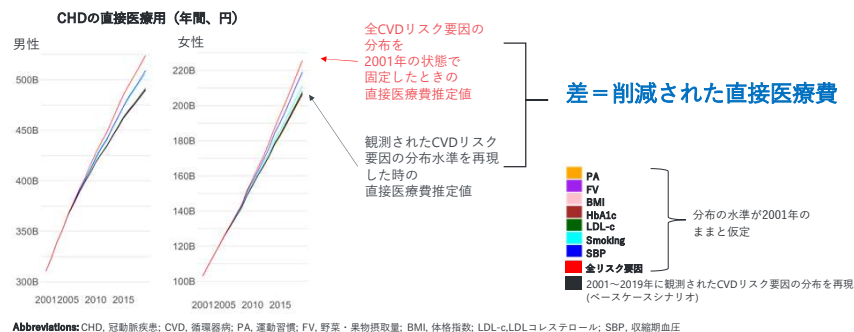 CHDの直接医療用（年間、円）
男性
500B
450B
400B
350B
300B
2001 2005 2010 2015
女性
220B
200B
180B
160B
140B
120B
100B
2001 2005 2010 2015
全CVDリスク要因の
分布を
2001年の状態で
固定したときの
直接医療費推定値
観測されたCVDリスク
要因の分布水準を再現
した時の
直接医療費推定値
差＝削減された直接医療費
PA
FV
BMI
HbA1c
LDL-c
Smoking
SBP
全リスク要因
2001～2019年に観測されたCVDリスク要因の分布を再現
(ベースケースシナリオ)
分布の水準が2001年の
ままと仮定
Abbreviations: CHD, 冠動脈疾患; CVD, 循環器病; PA, 運動習慣; FV, 野菜・果物摂取量; BMI, 体格指数; LDL-c,LDLコレステロール; SBP, 収縮期血圧